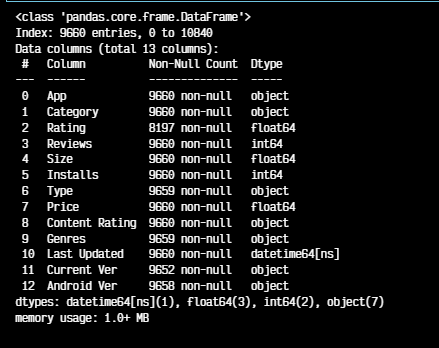 <class 'pandas.core.frame.DataFrame'>
Index: 9660 entries, 0 to 10840
Data columns (total 13 columns):
 #   Column          Non-Null Count  Dtype
---  ------          --------------  -----
 0   App             9660 non-null   object
 1   Category        9660 non-null   object
 2   Rating          8197 non-null   float64
 3   Reviews         9660 non-null   int64
 4   Size            9660 non-null   float64
 5   Installs        9660 non-null   int64
 6   Type            9659 non-null   object
 7   Price           9660 non-null   float64
 8   Content Rating  9660 non-null   object
 9   Genres          9659 non-null   object
 10  Last Updated    9660 non-null   datetime64[ns]
 11  Current Ver     9652 non-null   object
 12  Android Ver     9658 non-null   object
dtypes: datetime64[ns](1), float64(3), int64(2), object(7)
memory usage: 1.0+ MB